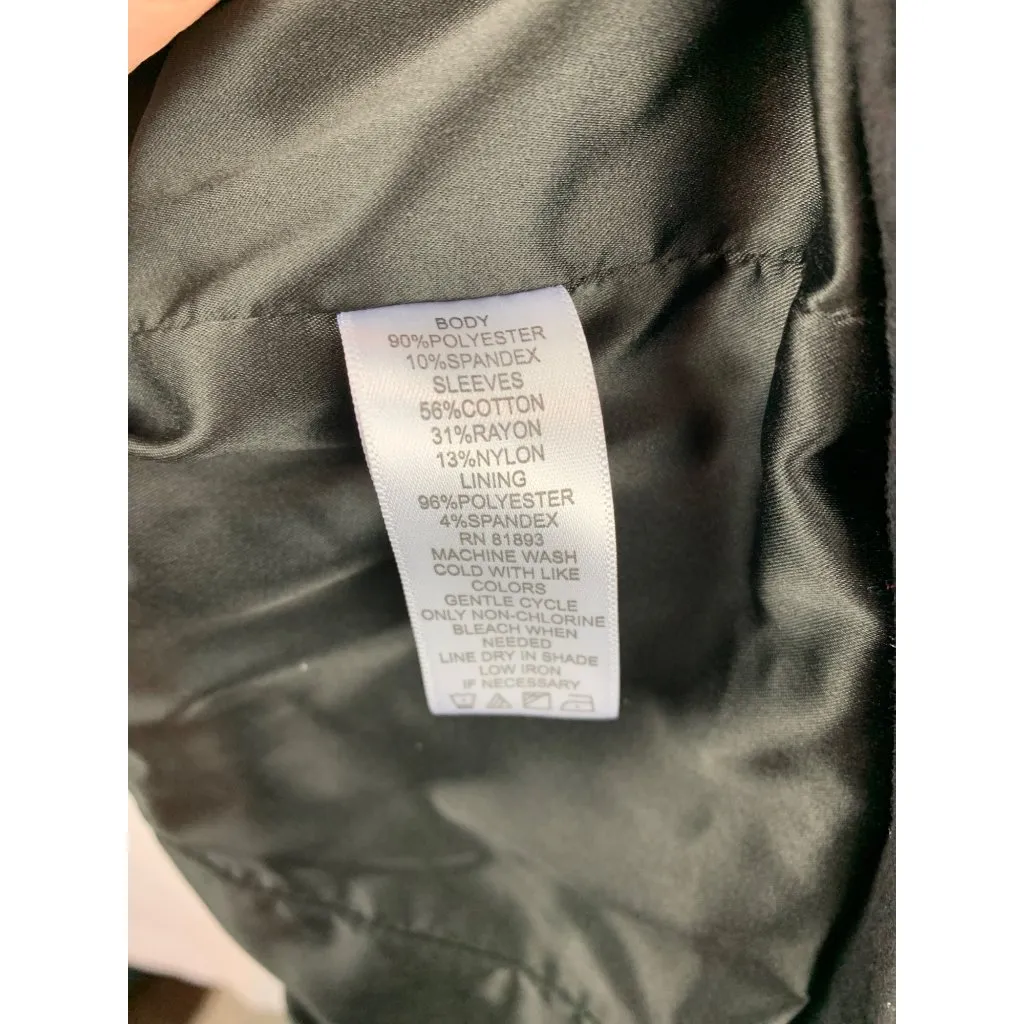 BODY
90%POLYESTER
10%SPANDEX
SLEEVES
56%COTTON
31%RAYON
13%NYLON
LINING
96%POLYESTER
4%SPANDEX
RN 81893
MACHINE WASH
COLD WITH LIKE
COLORS
GENTLE CYCLE
ONLY NON-CHLORINE
BLEACH WHEN
NEEDED
LINE DRY IN SHADE
LOW IRON
IF NECESSARY